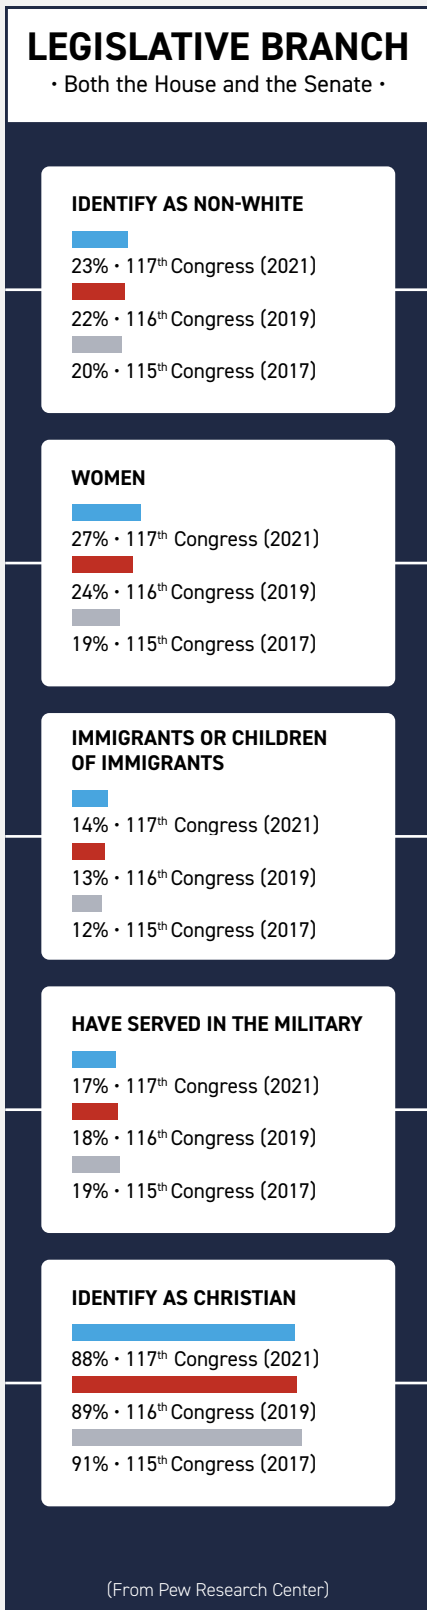 LEGISLATIVE BRANCH
• Both the House and the Senate •
IDENTIFY AS NON-WHITE
23% • 117th Congress (2021)
22% • 116th Congress (2019)
20% • 115th Congress (2017)
WOMEN
27% • 117th Congress (2021)
24% • 116th Congress (2019)
19% • 115th Congress (2017)
IMMIGRANTS OR CHILDREN
OF IMMIGRANTS
14% • 117th Congress (2021)
13% • 116th Congress (2019)
12% • 115th Congress (2017)
HAVE SERVED IN THE MILITARY
17% • 117th Congress (2021)
18% • 116th Congress (2019)
19% • 115th Congress (2017)
IDENTIFY AS CHRISTIAN
88% • 117th Congress (2021)
89% • 116th Congress (2019)
91% • 115th Congress (2017)
(From Pew Research Center)